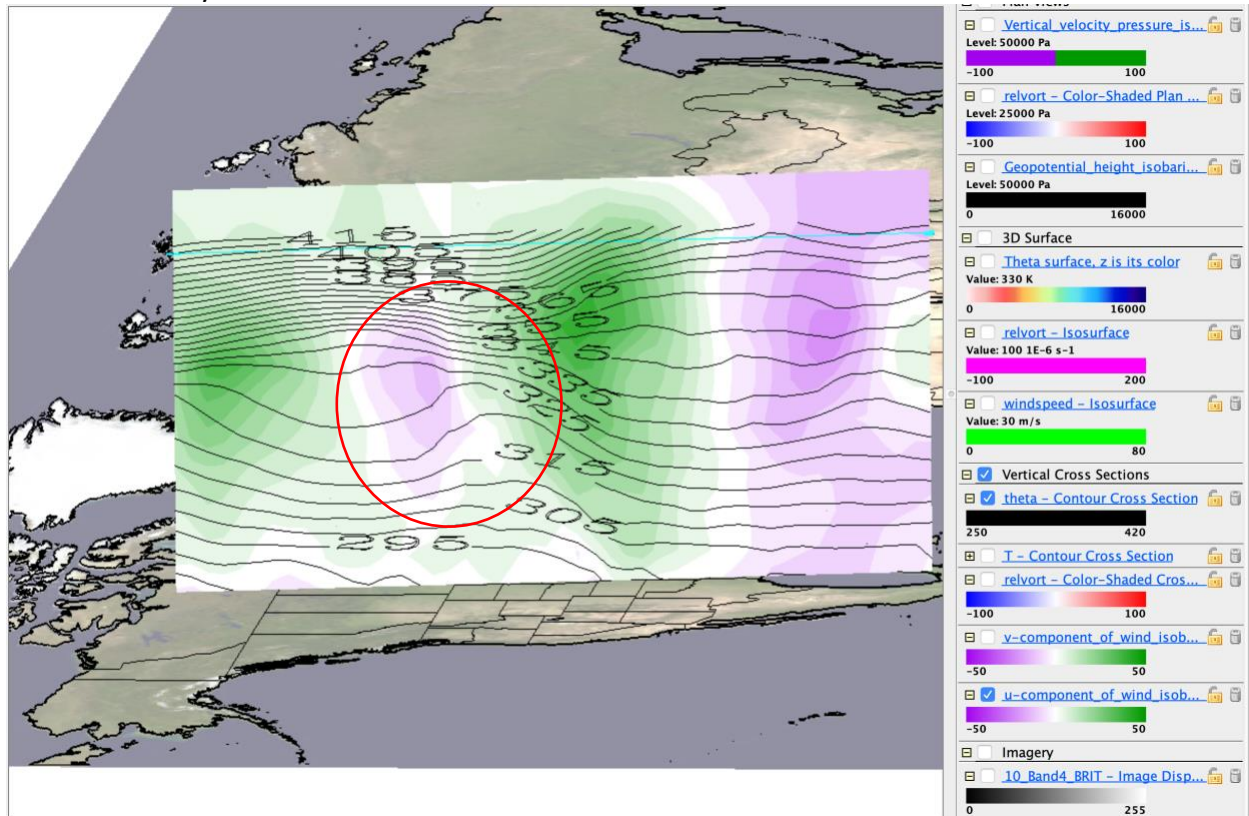 Vertical_velocity_pressure_is...
Level: 50000 Pa
-100 100
relvort - Color-Shaded Plan ...
Level: 25000 Pa
-100 100
Geopotential_height_isobari...
Level: 50000 Pa
0 16000
3D Surface
Theta surface, z is its color
Value: 330 K
0 16000
relvort - Isosurface
Value: 100 1E-6 s-1
-100 200
windspeed - Isosurface
Value: 30 m/s
0 80
Vertical Cross Sections
theta - Contour Cross Section
250 420
T - Contour Cross Section
relvort - Color-Shaded Cros...
-100 100
v-component_of_wind_isob...
-50 50
u-component_of_wind_isob...
-50 50
Imagery
10_Band4_BRIT - Image Disp...
0 255
415
405
325
315
305
295